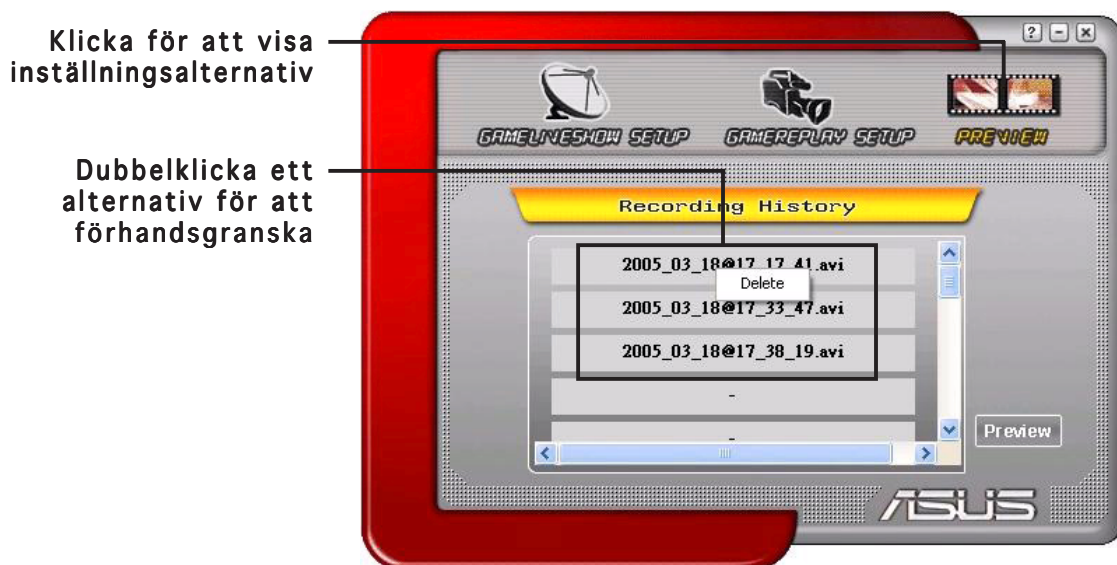 Klicka för att visa
inställningsalternativ
Dubbelklicka ett
alternativ för att
förhandsgranska
? - x
GAMELIVESHOW SETUP
GAMEREPLAY SETUP
PREVIEW
Recording History
2005_03_18@17_17_41.avi
Delete
2005_03_18@17_33_47.avi
2005_03_18@17_38_19.avi
-
-
Preview
ASUS